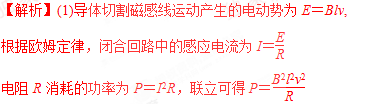 【解析】(1)导体切割磁感线运动产生的电动势为 E=Blv,
根据欧姆定律，闭合回路中的感应电流为 I=E/R
电阻 R 消耗的功率为 P=I²R，联立可得 P=B²l²v²/R